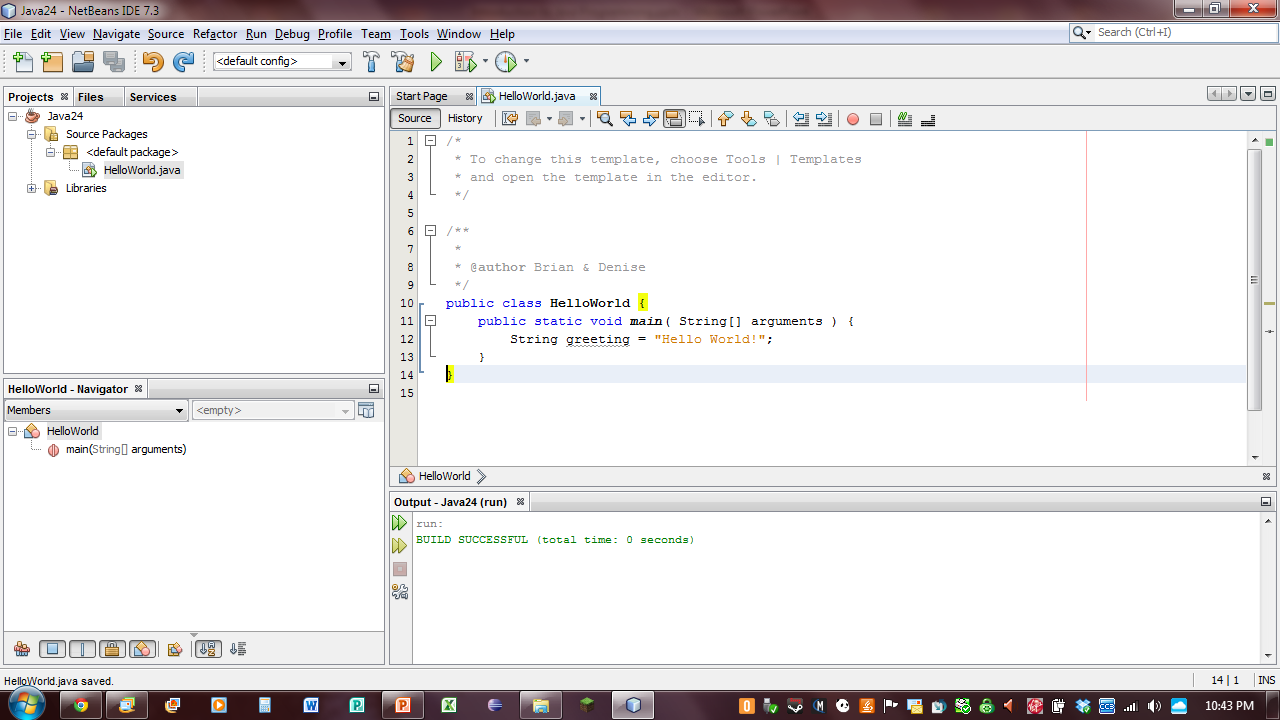 Java24 - NetBeans IDE 7.3
File Edit View Navigate Source Refactor Run Debug Profile Team Tools Window Help
Search (Ctrl+I)
<default config>
Projects Files Services
Java24
Source Packages
<default package>
HelloWorld.java
Libraries
HelloWorld - Navigator
Members <empty>
HelloWorld
main(String[] arguments)
Start Page HelloWorld.java
Source History
1 /*
2 * To change this template, choose Tools | Templates
3 * and open the template in the editor.
4 */
5
6 /**
7 *
8 * @author Brian & Denise
9 */
10 public class HelloWorld {
11 public static void main( String[] arguments ) {
12 String greeting = "Hello World!";
13 }
14 }
15
HelloWorld
Output - Java24 (run)
run:
BUILD SUCCESSFUL (total time: 0 seconds)
HelloWorld.java saved.
14 | 1 INS
10:43 PM